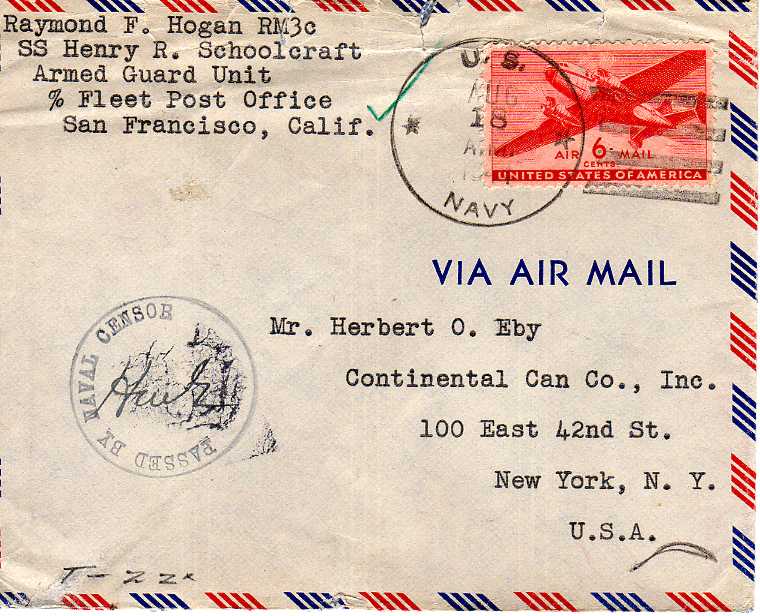 Raymond F. Hogan RM3c
SS Henry R. Schoolcraft
Armed Guard Unit
% Fleet Post Office
San Francisco, Calif.
U. S.
AUG
18
A.M.
NAVY
AIR 6 MAIL
CENTS
UNITED STATES OF AMERICA
VIA AIR MAIL
PASSED BY NAVAL CENSOR
Mr. Herbert O. Eby
Continental Can Co., Inc.
100 East 42nd St.
New York, N. Y.
U.S.A.